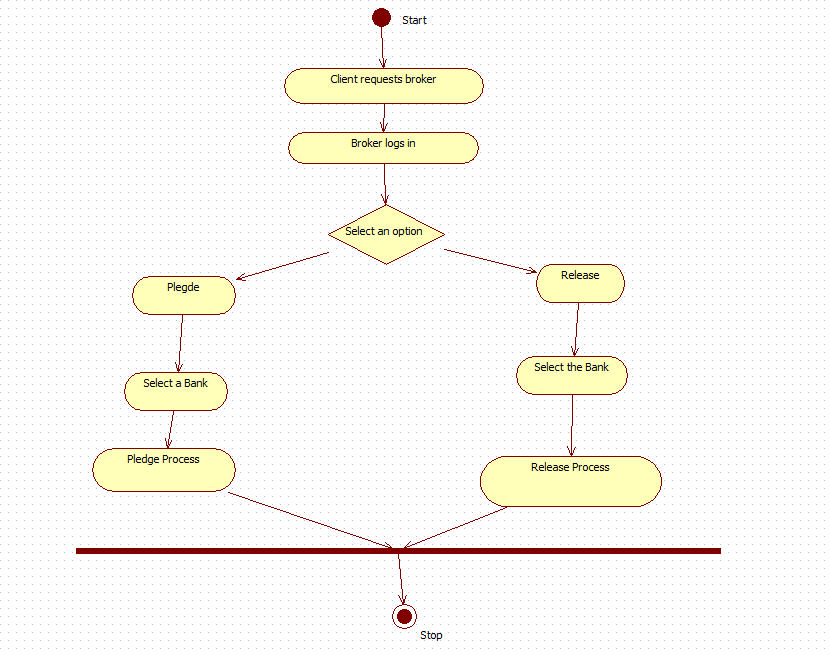 Start
Client requests broker
Broker logs in
Select an option
Plegde
Release
Select a Bank
Select the Bank
Pledge Process
Release Process
Stop